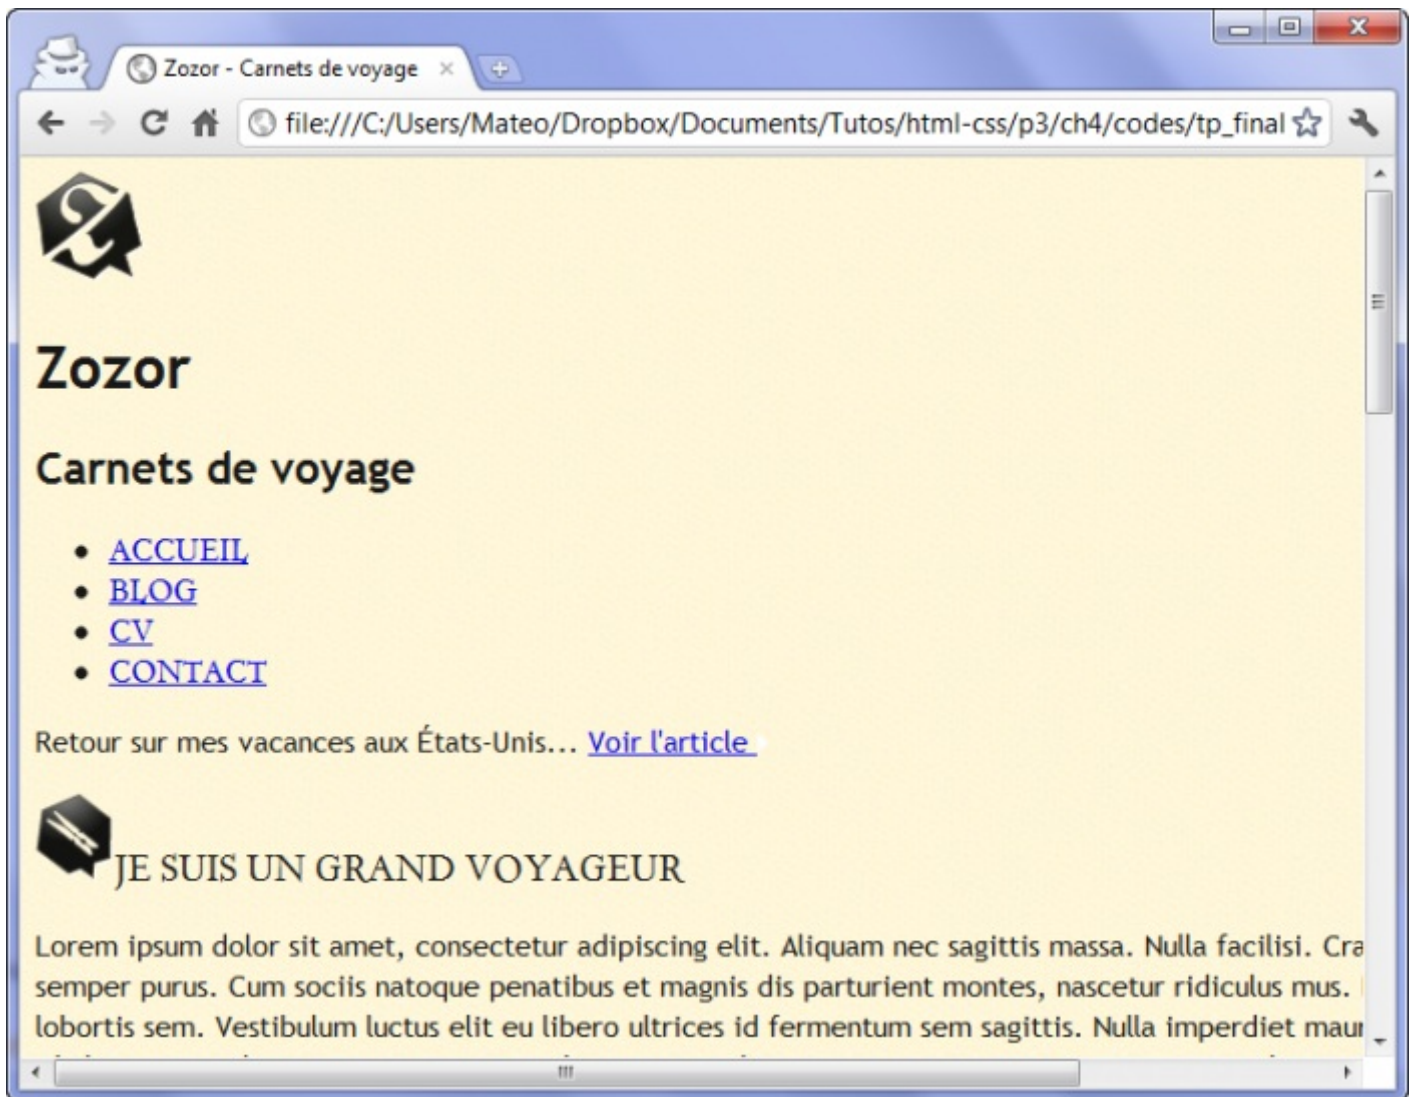 Zozor - Carnets de voyage
file:///C:/Users/Mateo/Dropbox/Documents/Tutos/html-css/p3/ch4/codes/tp_final
Zozor
Carnets de voyage
ACCUEIL
BLOG
CV
CONTACT
Retour sur mes vacances aux États-Unis... Voir l'article
JE SUIS UN GRAND VOYAGEUR
Lorem ipsum dolor sit amet, consectetur adipiscing elit. Aliquam nec sagittis massa. Nulla facilisi. Cra
semper purus. Cum sociis natoque penatibus et magnis dis parturient montes, nascetur ridiculus mus.
lobortis sem. Vestibulum luctus elit eu libero ultrices id fermentum sem sagittis. Nulla imperdiet maur